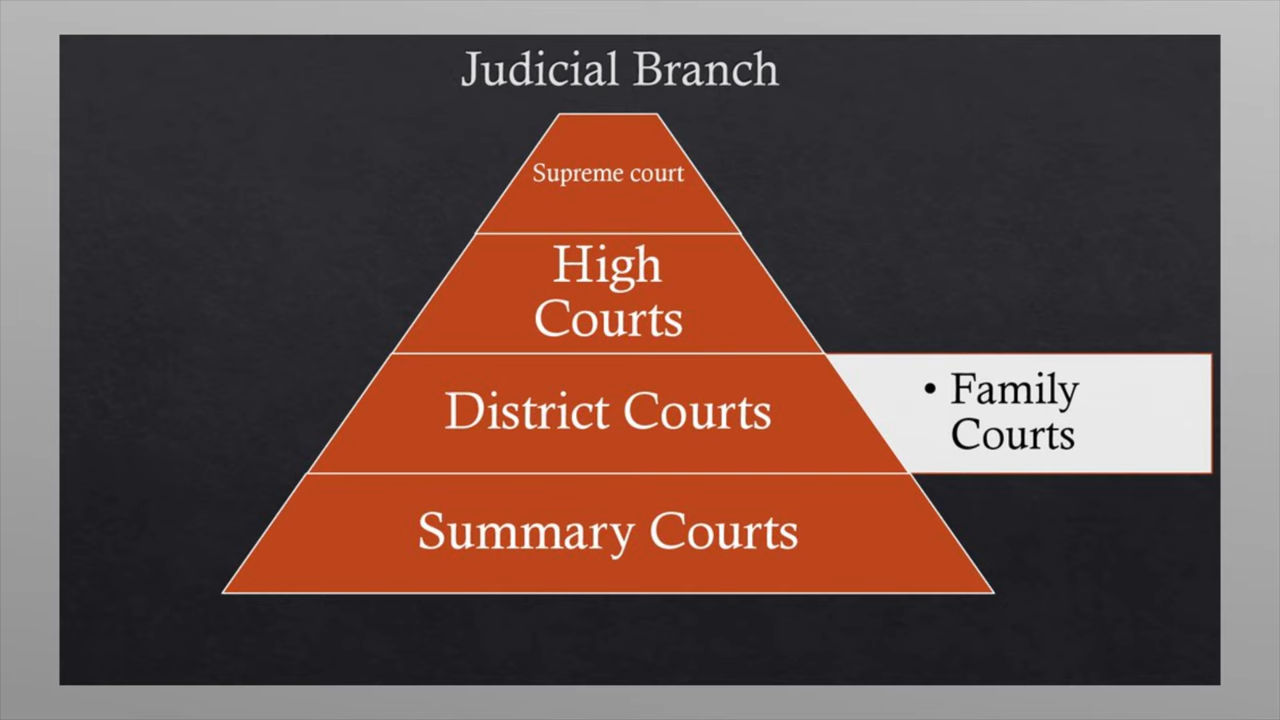 Judicial Branch
Supreme court
High
Courts
District Courts
• Family
Courts
Summary Courts